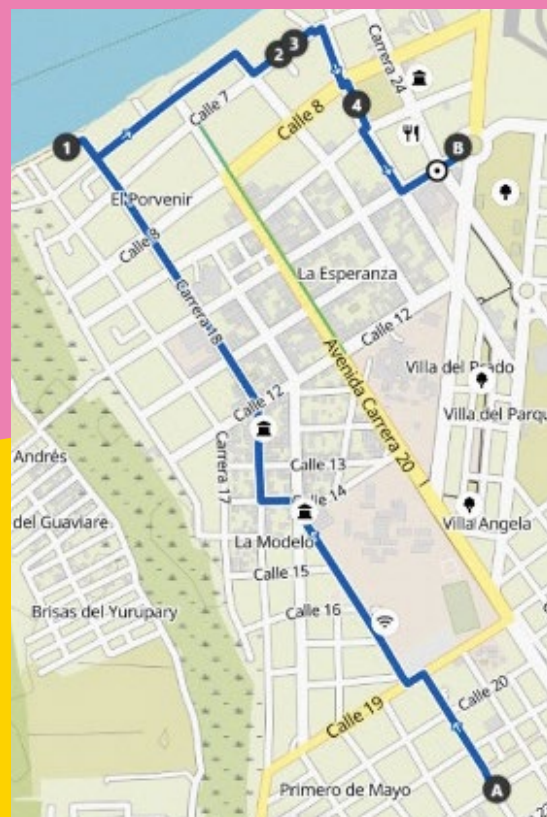 Carrera 24
2
3
Calle 7
4
Calle 8
B
1
El Porvenir
Calle 8
La Esperanza
Carrera 18
Calle 12
Avenida Carrera 20
Villa del Prado
Calle 12
Villa del Parqu
Andrés
Carrera 17
Calle 13
Calle 14
del Guaviare
Villa Angela
La Modelo
Calle 15
Brisas del Yurupary
Calle 16
Calle 20
Calle 19
Primero de Mayo
A